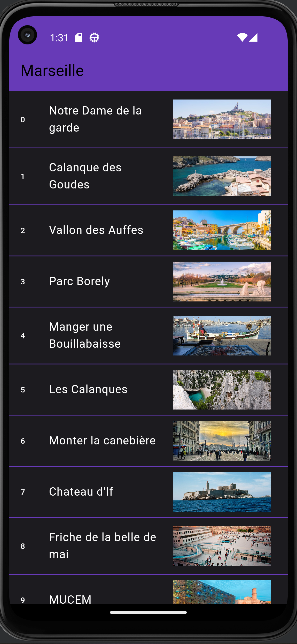 1:31
Marseille
0
Notre Dame de la
garde
1
Calanque des
Goudes
2
Vallon des Auffes
3
Parc Borely
4
Manger une
Bouillabaisse
5
Les Calanques
6
Monter la canebière
7
Chateau d'If
8
Friche de la belle de
mai
9
MUCEM